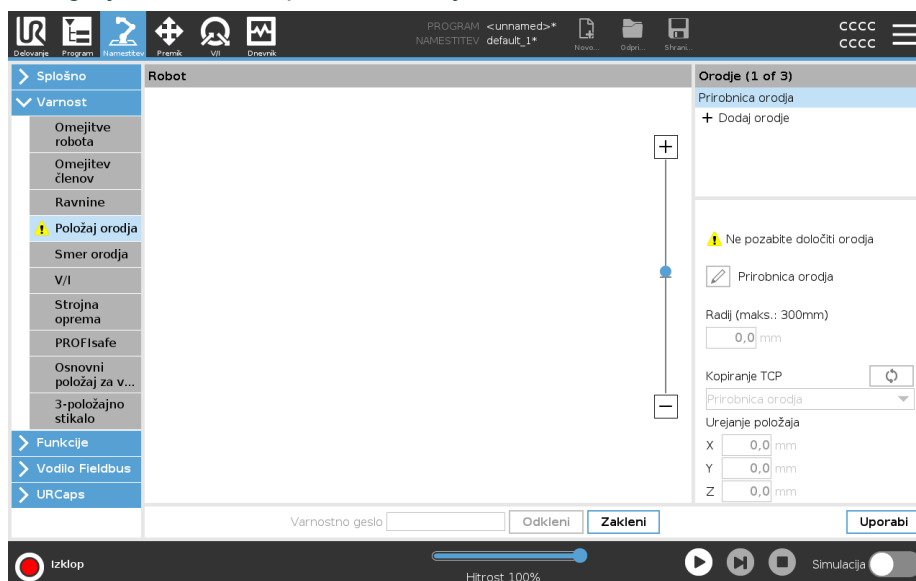 PROGRAM <unnamed>*
NAMESTITEV default_1*
Delovanje
Program
Namestitev
Premik
V/I
Dnevnik
Novo...
Odpri...
Shrani...
CCCC
CCCC
Splošno
Varnost
Omejitve
robota
Omejitev
členov
Ravnine
Položaj orodja
Smer orodja
V/I
Strojna
oprema
PROFIsafe
Osnovni
položaj za v...
3-položajno
stikalo
Funkcije
Vodilo Fieldbus
URCaps
Robot
Orodje (1 of 3)
Prirobnica orodja
+ Dodaj orodje
Ne pozabite določiti orodja
Prirobnica orodja
Radij (maks.: 300mm)
0,0 mm
Kopiranje TCP
Prirobnica orodja
Urejanje položaja
X 0,0 mm
Y 0,0 mm
Z 0,0 mm
Varnostno geslo
Odkleni
Zakleni
Uporabi
Izklop
Hitrost 100%
Simulacija